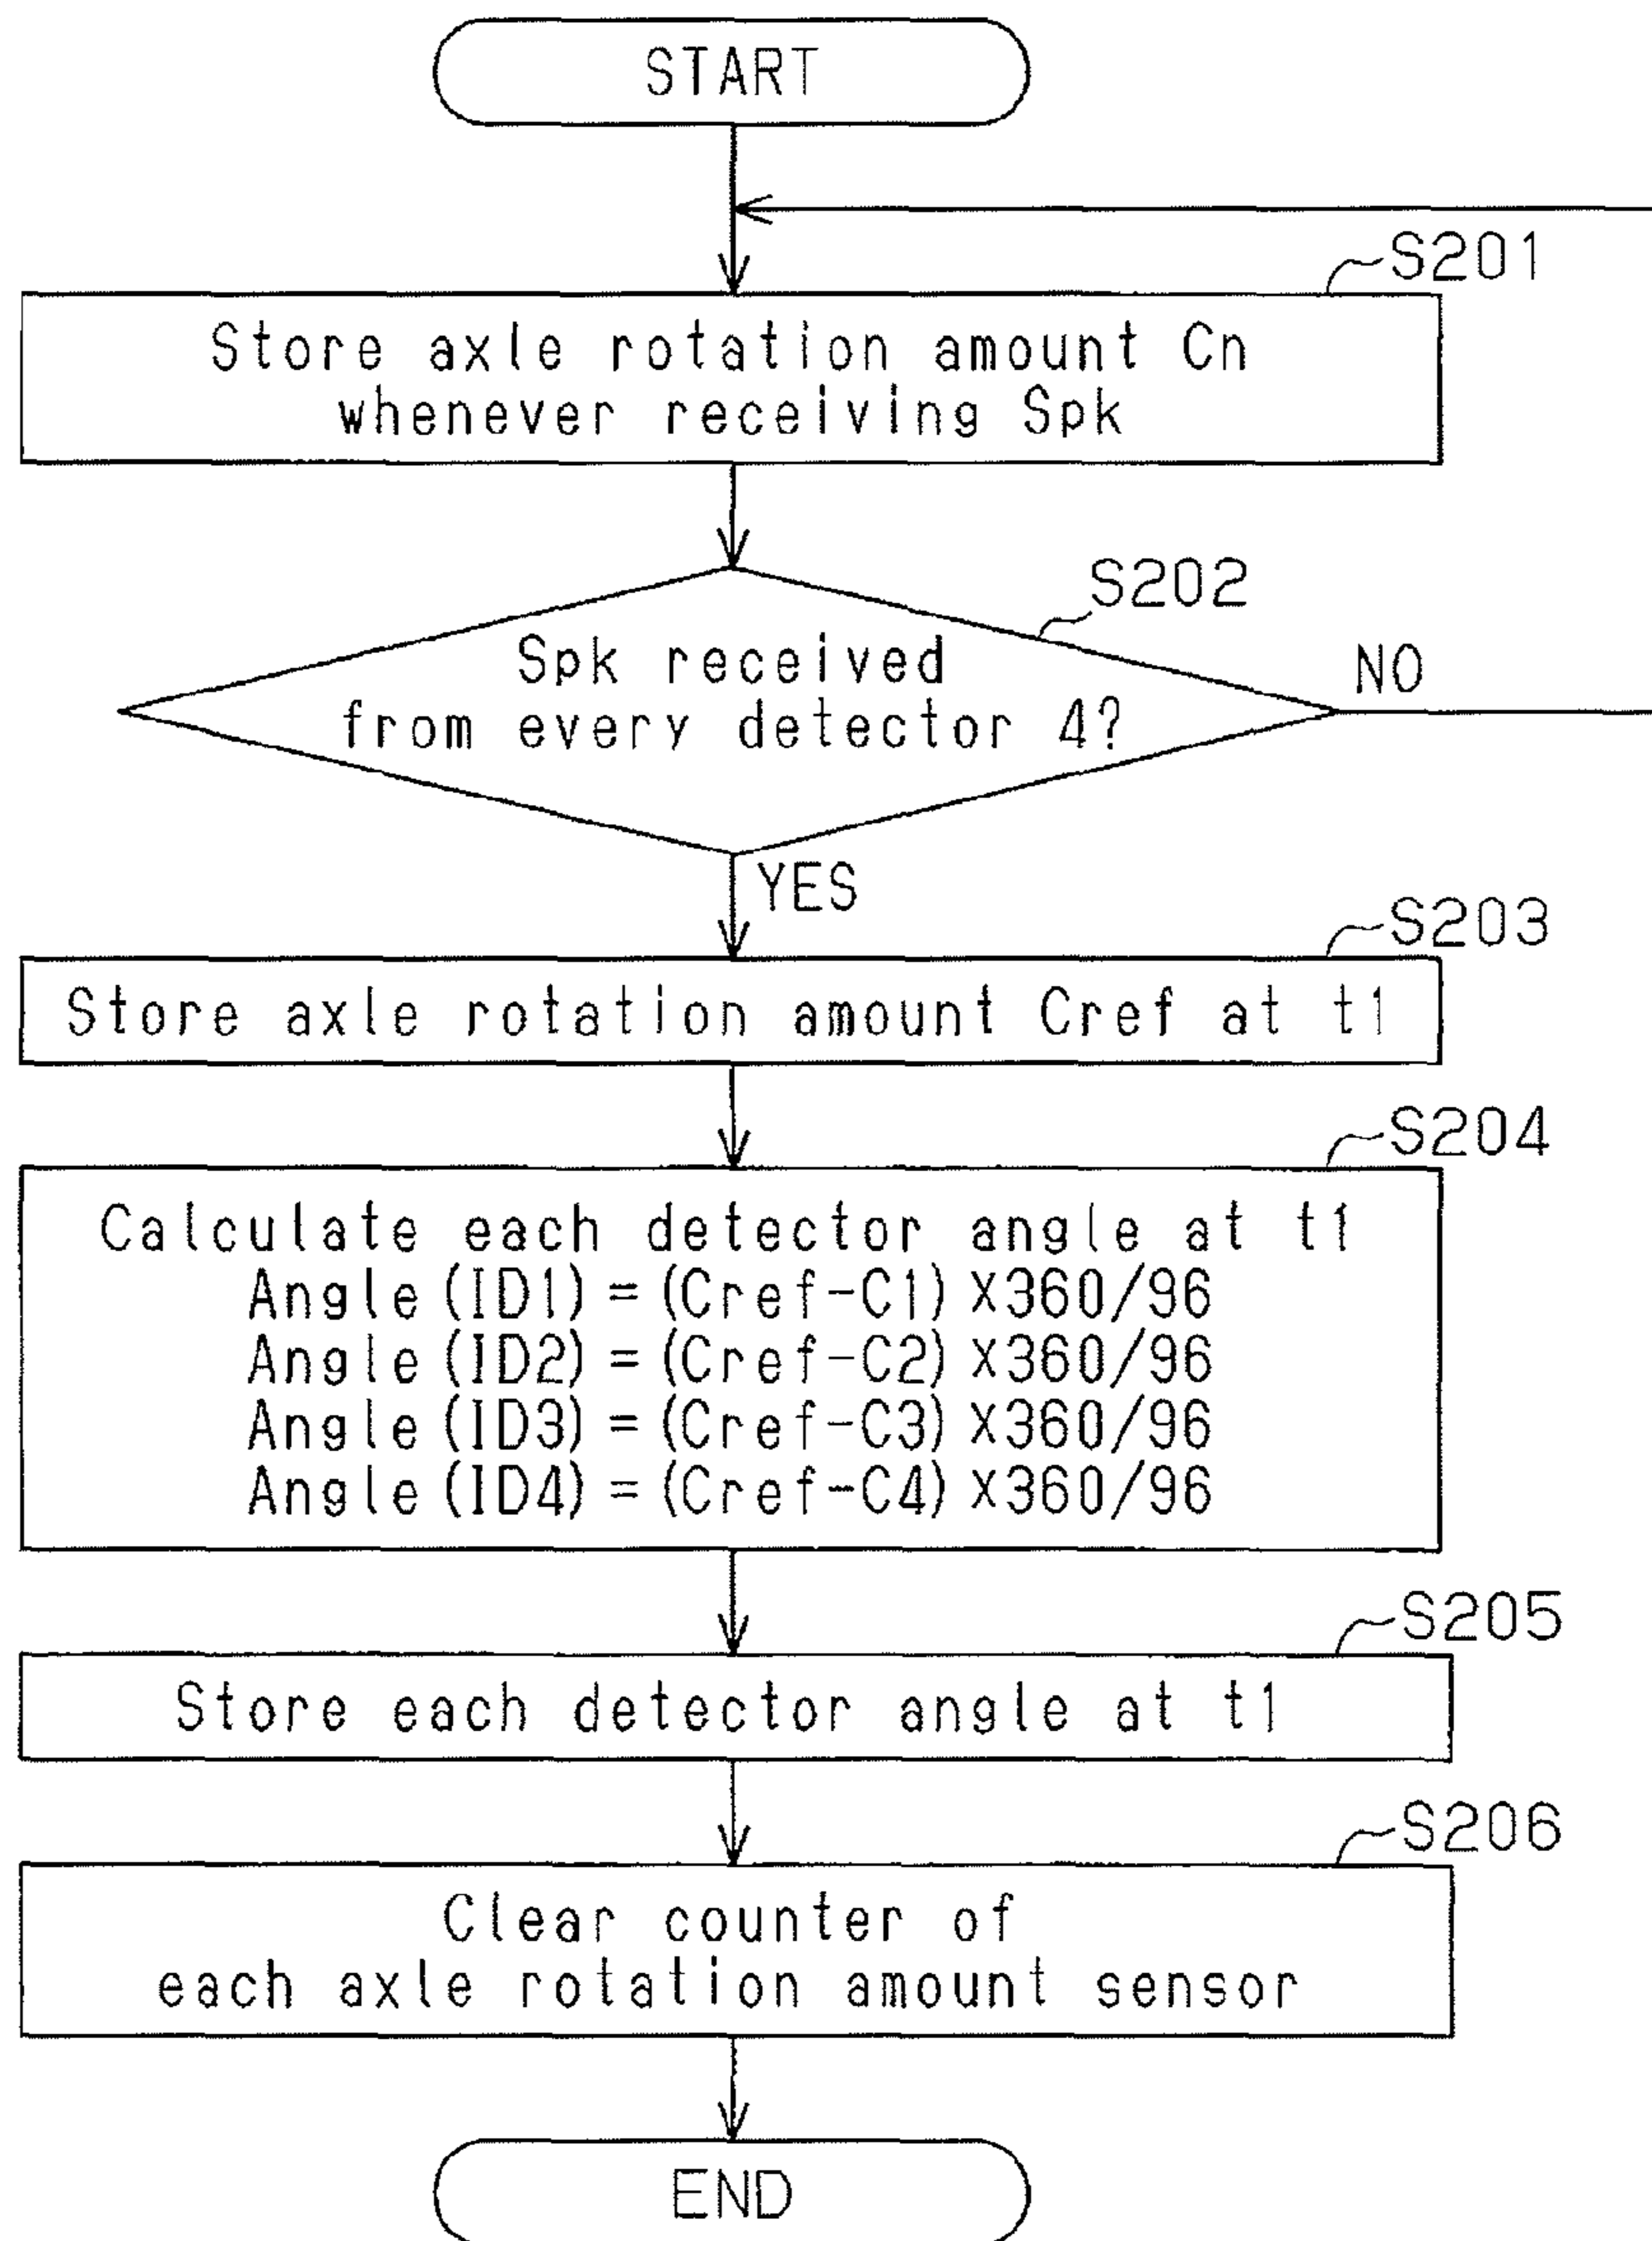 START
S201
Store axle rotation amount Cn
whenever receiving Spk
S202
Spk received
from every detector 4?
NO
YES
S203
Store axle rotation amount Cref at t1
S204
Calculate each detector angle at t1
Angle(ID1)=(Cref-C1)X360/96
Angle(ID2)=(Cref-C2)X360/96
Angle(ID3)=(Cref-C3)X360/96
Angle(ID4)=(Cref-C4)X360/96
S205
Store each detector angle at t1
S206
Clear counter of
each axle rotation amount sensor
END